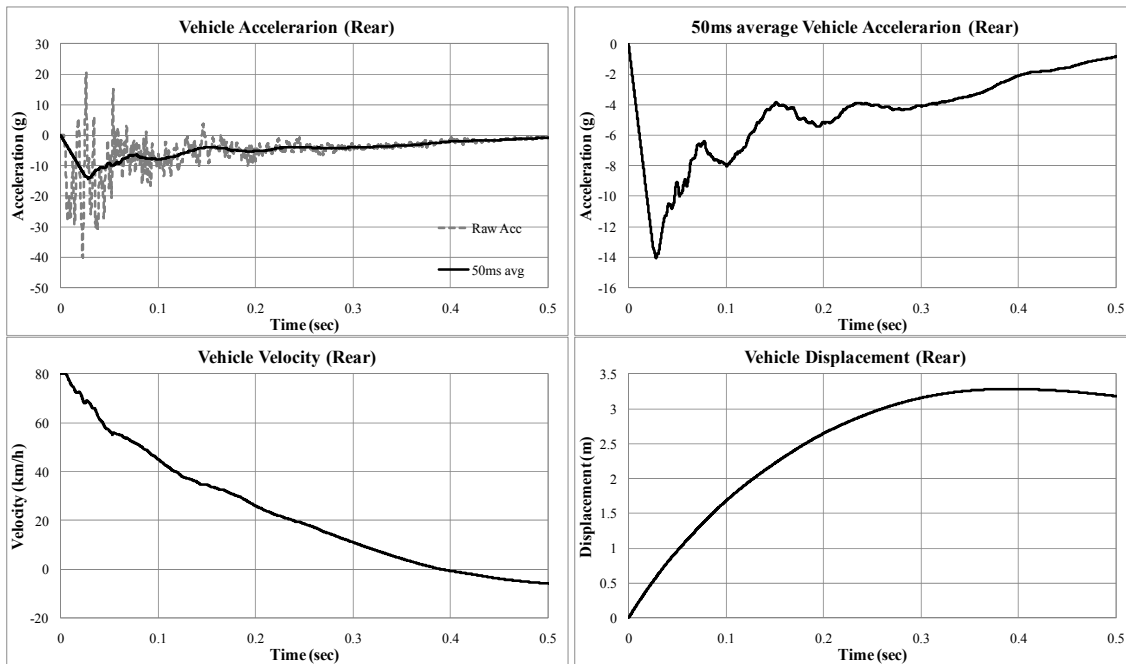 Vehicle Accelerarion (Rear)
30
20
10
0
-10
-20
-30
-40
-50
Acceleration (g)
Raw Acc
50ms avg
0 0.1 0.2 0.3 0.4 0.5
Time (sec)
50ms average Vehicle Accelerarion (Rear)
0
-2
-4
-6
-8
-10
-12
-14
-16
Acceleration (g)
0 0.1 0.2 0.3 0.4 0.5
Time (sec)
Vehicle Velocity (Rear)
80
60
40
20
0
-20
Velocity (km/h)
0 0.1 0.2 0.3 0.4 0.5
Time (sec)
Vehicle Displacement (Rear)
3.5
3
2.5
2
1.5
1
0.5
0
Displacement (m)
0 0.1 0.2 0.3 0.4 0.5
Time (sec)